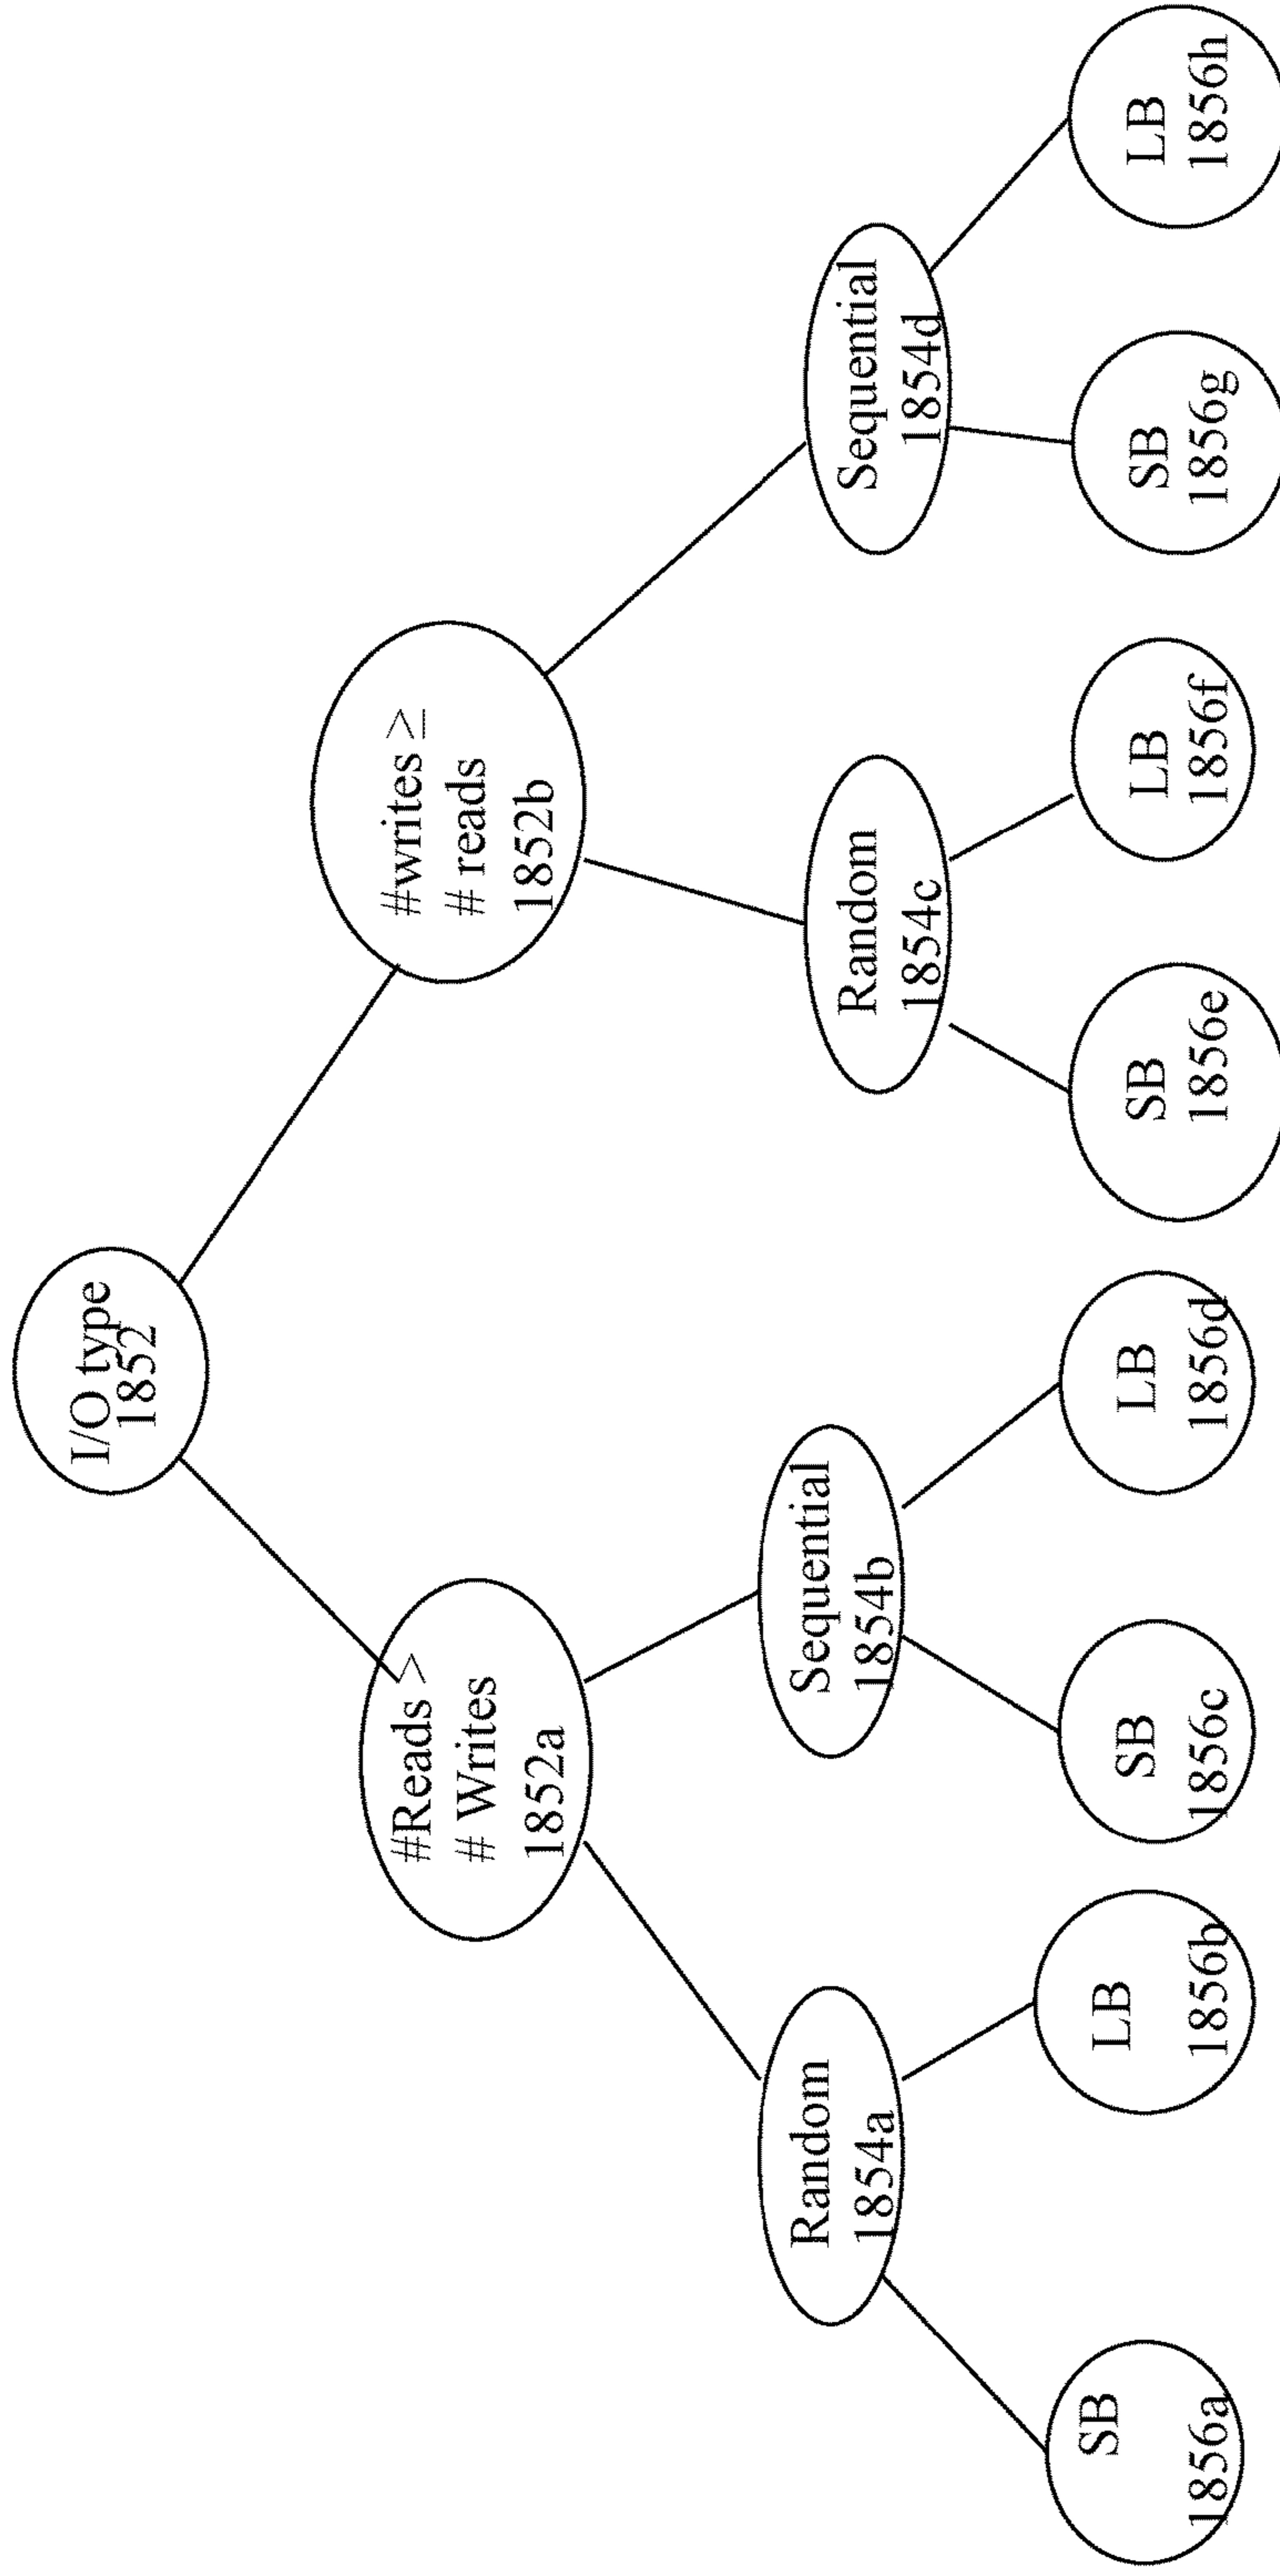 I/O type
1852
#Reads >
# Writes
1852a
#writes ≥
# reads
1852b
Random
1854a
Sequential
1854b
Random
1854c
Sequential
1854d
SB
1856a
LB
1856b
SB
1856c
LB
1856d
SB
1856e
LB
1856f
SB
1856g
LB
1856h